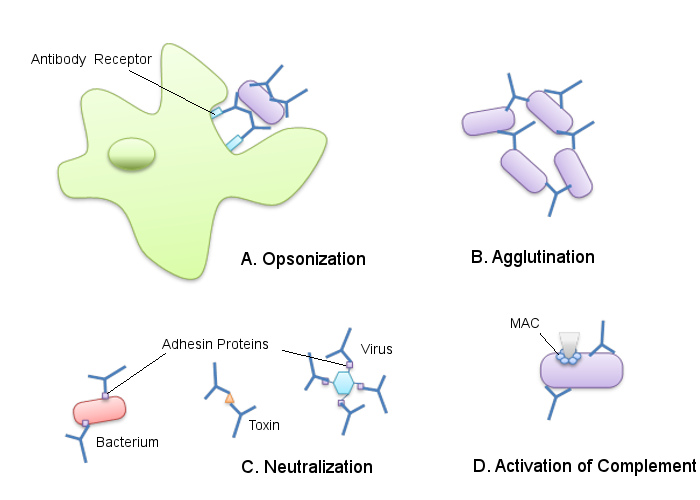 Antibody Receptor
A. Opsonization
B. Agglutination
Adhesin Proteins
Virus
Toxin
Bacterium
C. Neutralization
MAC
D. Activation of Complement